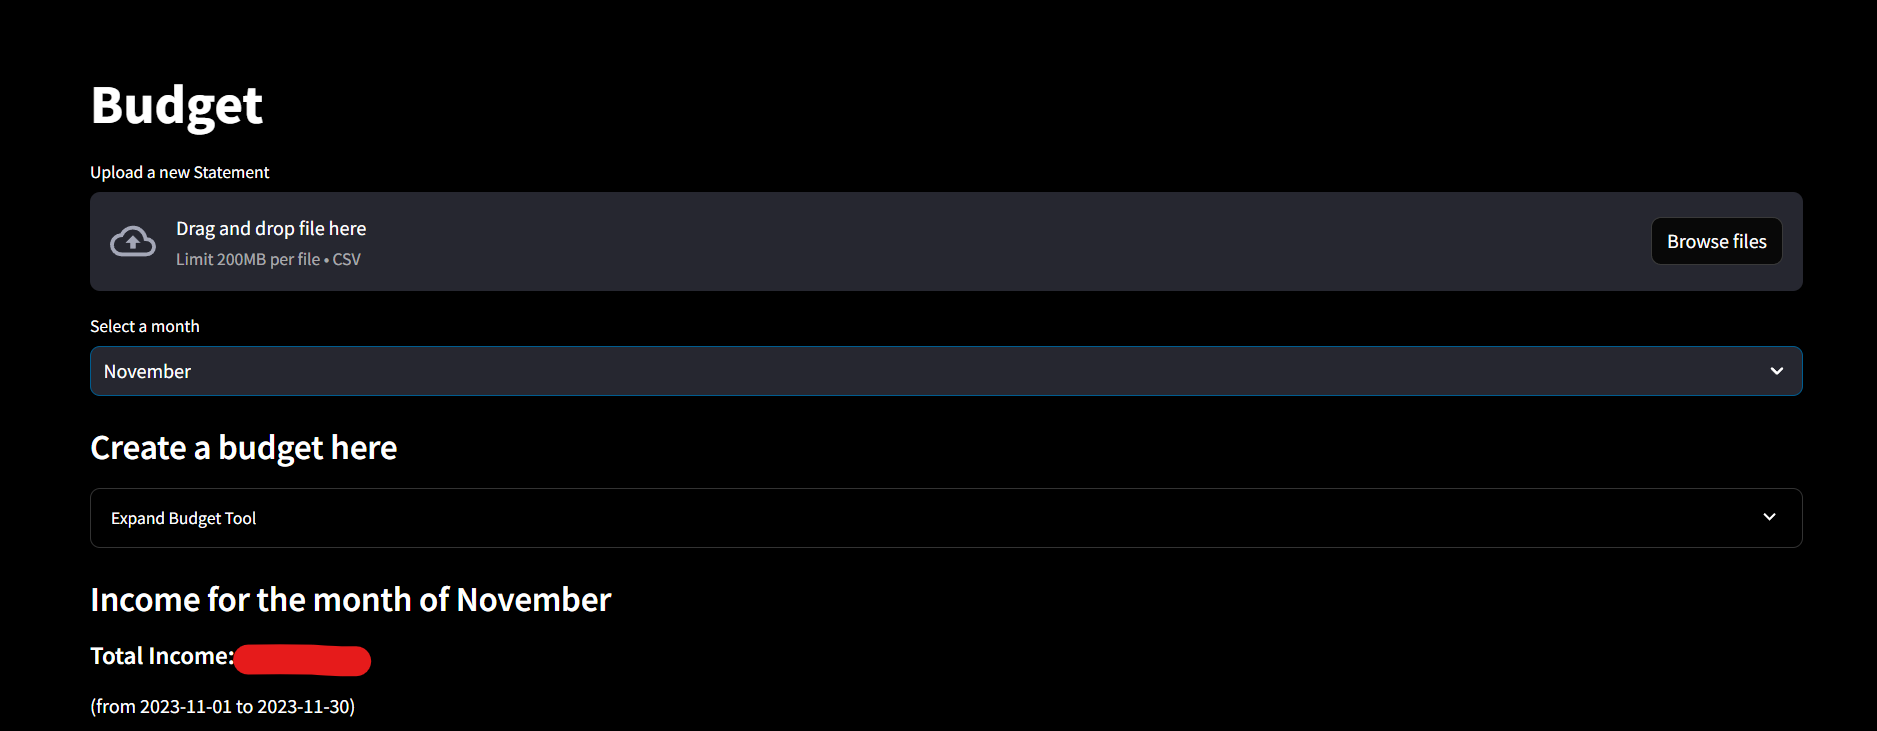 Budget
Upload a new Statement
Drag and drop file here
Limit 200MB per file • CSV
Browse files
Select a month
November
Create a budget here
Expand Budget Tool
Income for the month of November
Total Income:
(from 2023-11-01 to 2023-11-30)